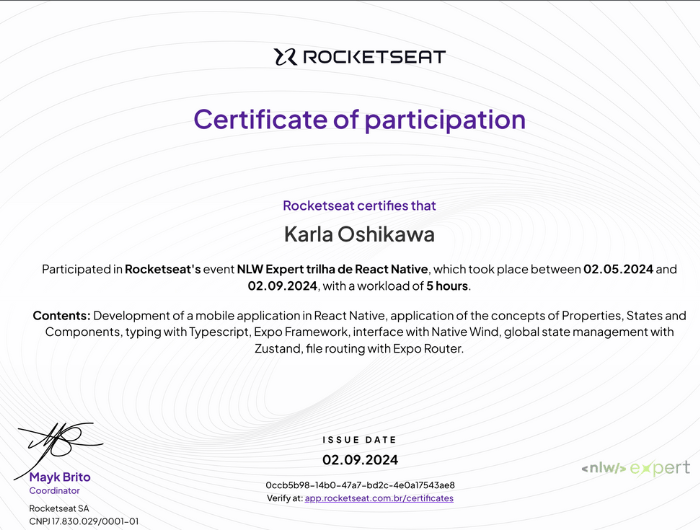 ROCKETSEAT
Certificate of participation
Rocketseat certifies that
Karla Oshikawa
Participated in Rocketseat's event NLW Expert trilha de React Native, which took place between 02.05.2024 and
02.09.2024, with a workload of 5 hours.
Contents: Development of a mobile application in React Native, application of the concepts of Properties, States and
Components, typing with Typescript, Expo Framework, interface with Native Wind, global state management with
Zustand, file routing with Expo Router.
Mayk Brito
Coordinator
Rocketseat SA
CNPJ 17.830.029/0001-01
ISSUE DATE
02.09.2024
0ccb5b98-14b0-47a7-bd2c-4e0a17543ae8
Verify at: app.rocketseat.com.br/certificates
<nlw/> expert